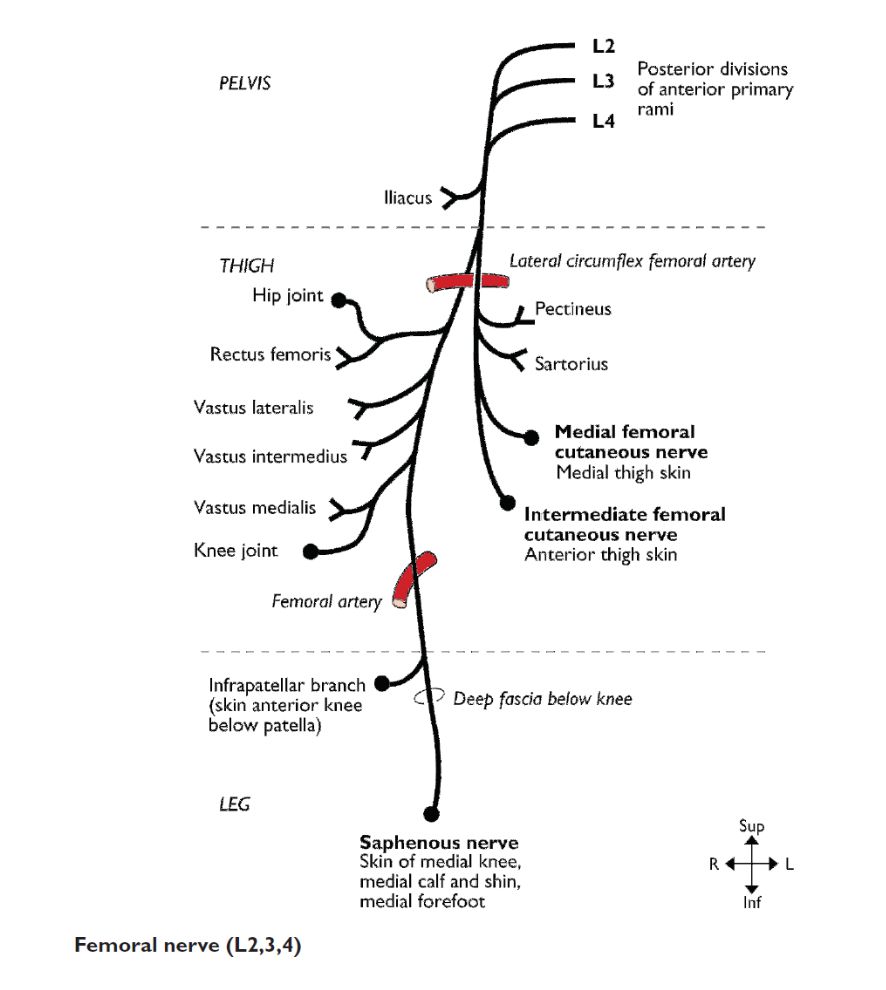 L2
PELVIS
L3
Posterior divisions
of anterior primary
rami
L4
Iliacus
THIGH
Lateral circumflex femoral artery
Hip joint
Pectineus
Rectus femoris
Sartorius
Vastus lateralis
Medial femoral
cutaneous nerve
Medial thigh skin
Vastus intermedius
Vastus medialis
Intermediate femoral
cutaneous nerve
Anterior thigh skin
Knee joint
Femoral artery
Infrapatellar branch
(skin anterior knee
below patella)
Deep fascia below knee
LEG
Saphenous nerve
Skin of medial knee,
medial calf and shin,
medial forefoot
Sup
R
L
Inf
Femoral nerve (L2,3,4)